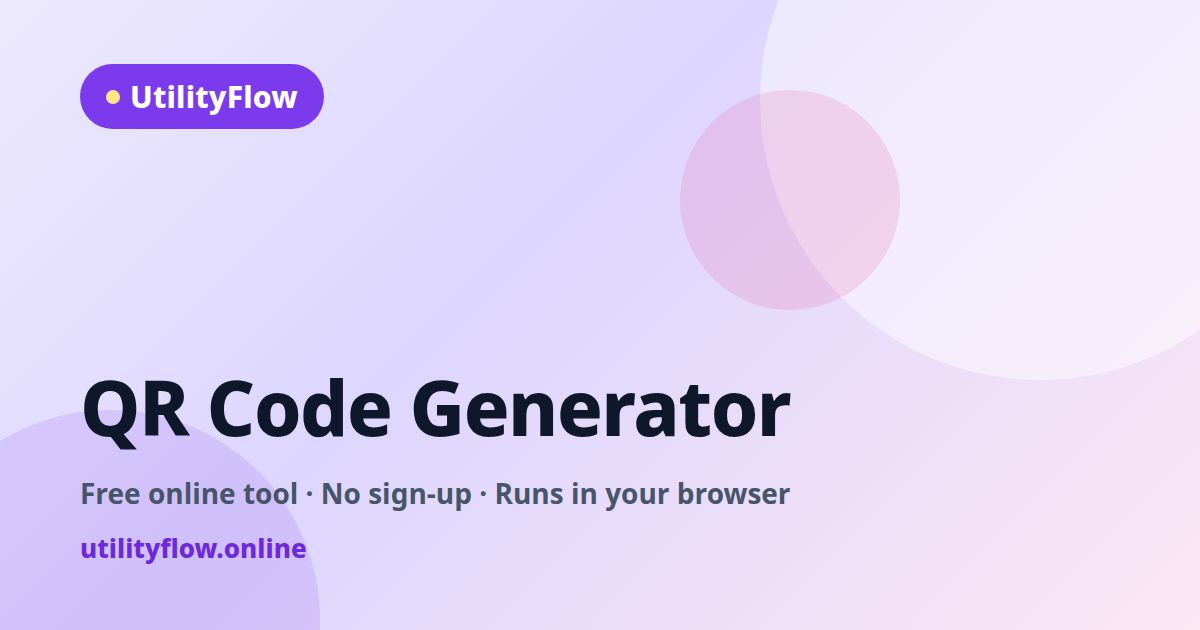 UtilityFlow
QR Code Generator
Free online tool · No sign-up · Runs in your browser
utilityflow.online